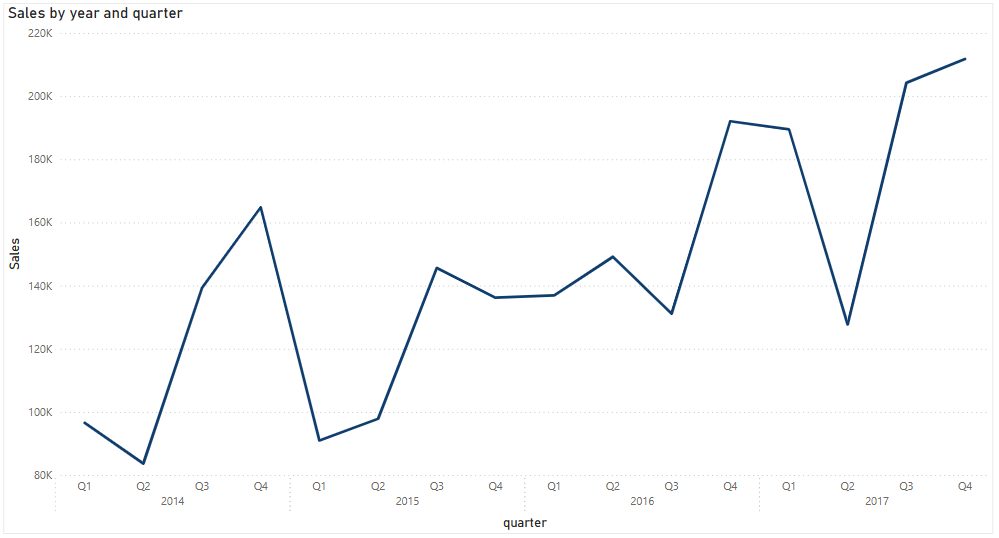 Sales by year and quarter
220K
200K
180K
160K
140K
120K
100K
80K
Sales
Q1 Q2 Q3 Q4 Q1 Q2 Q3 Q4 Q1 Q2 Q3 Q4 Q1 Q2 Q3 Q4
2014 2015 2016 2017
quarter